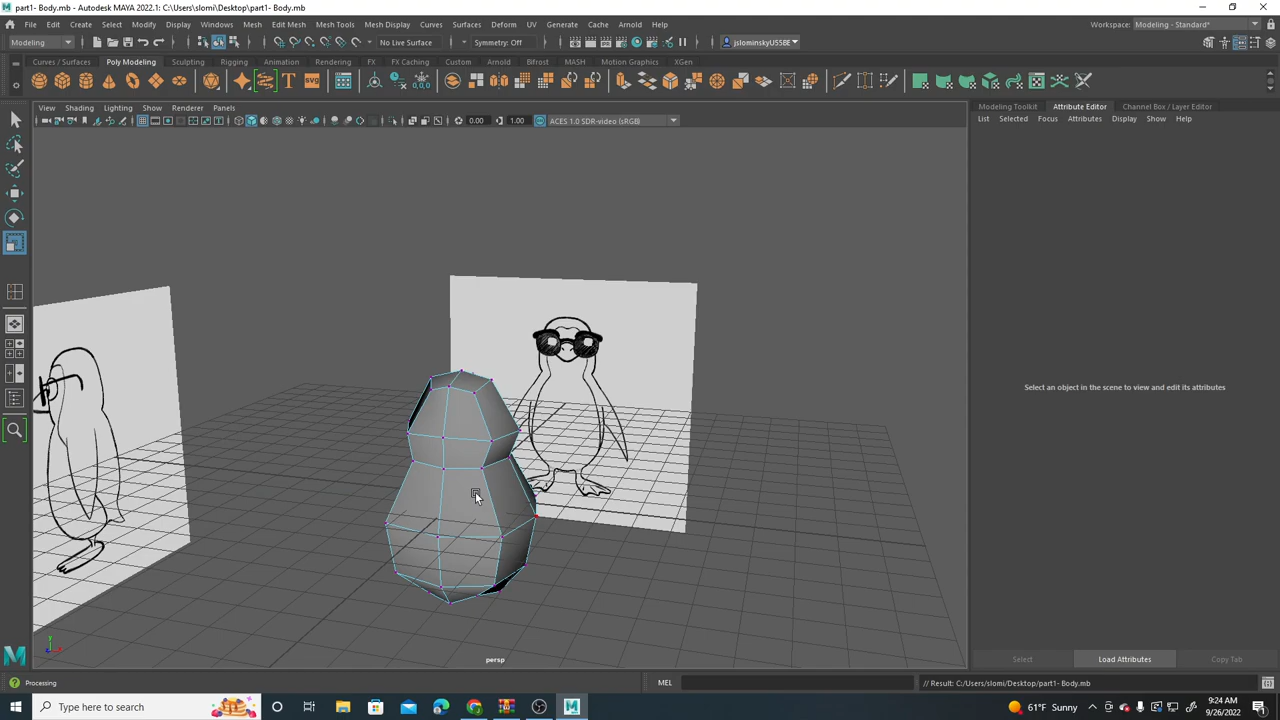 part1- Body.mb - Autodesk MAYA 2022.1: C:\Users\slomi\Desktop\part1- Body.mb
File Edit Create Select Modify Display Windows Mesh Edit Mesh Mesh Tools Mesh Display Curves Surfaces Deform UV Generate Cache Arnold Help
Workspace: Modeling - Standard*
Modeling No Live Surface Symmetry: Off jslominskyU55BE
Curves / Surfaces Poly Modeling Sculpting Rigging Animation Rendering FX FX Caching Custom Arnold Bifrost MASH Motion Graphics XGen
T SVG 0,0,0
View Shading Lighting Show Renderer Panels
Modeling Toolkit Attribute Editor Channel Box / Layer Editor
0.00 1.00 ACES 1.0 SDR-video (sRGB)
List Selected Focus Attributes Display Show Help
Select an object in the scene to view and edit its attributes
persp
y
Select Load Attributes Copy Tab
Processing MEL // Result: C:/Users/slomi/Desktop/part1- Body.mb
Type here to search
61°F Sunny
9:24 AM
9/26/2022